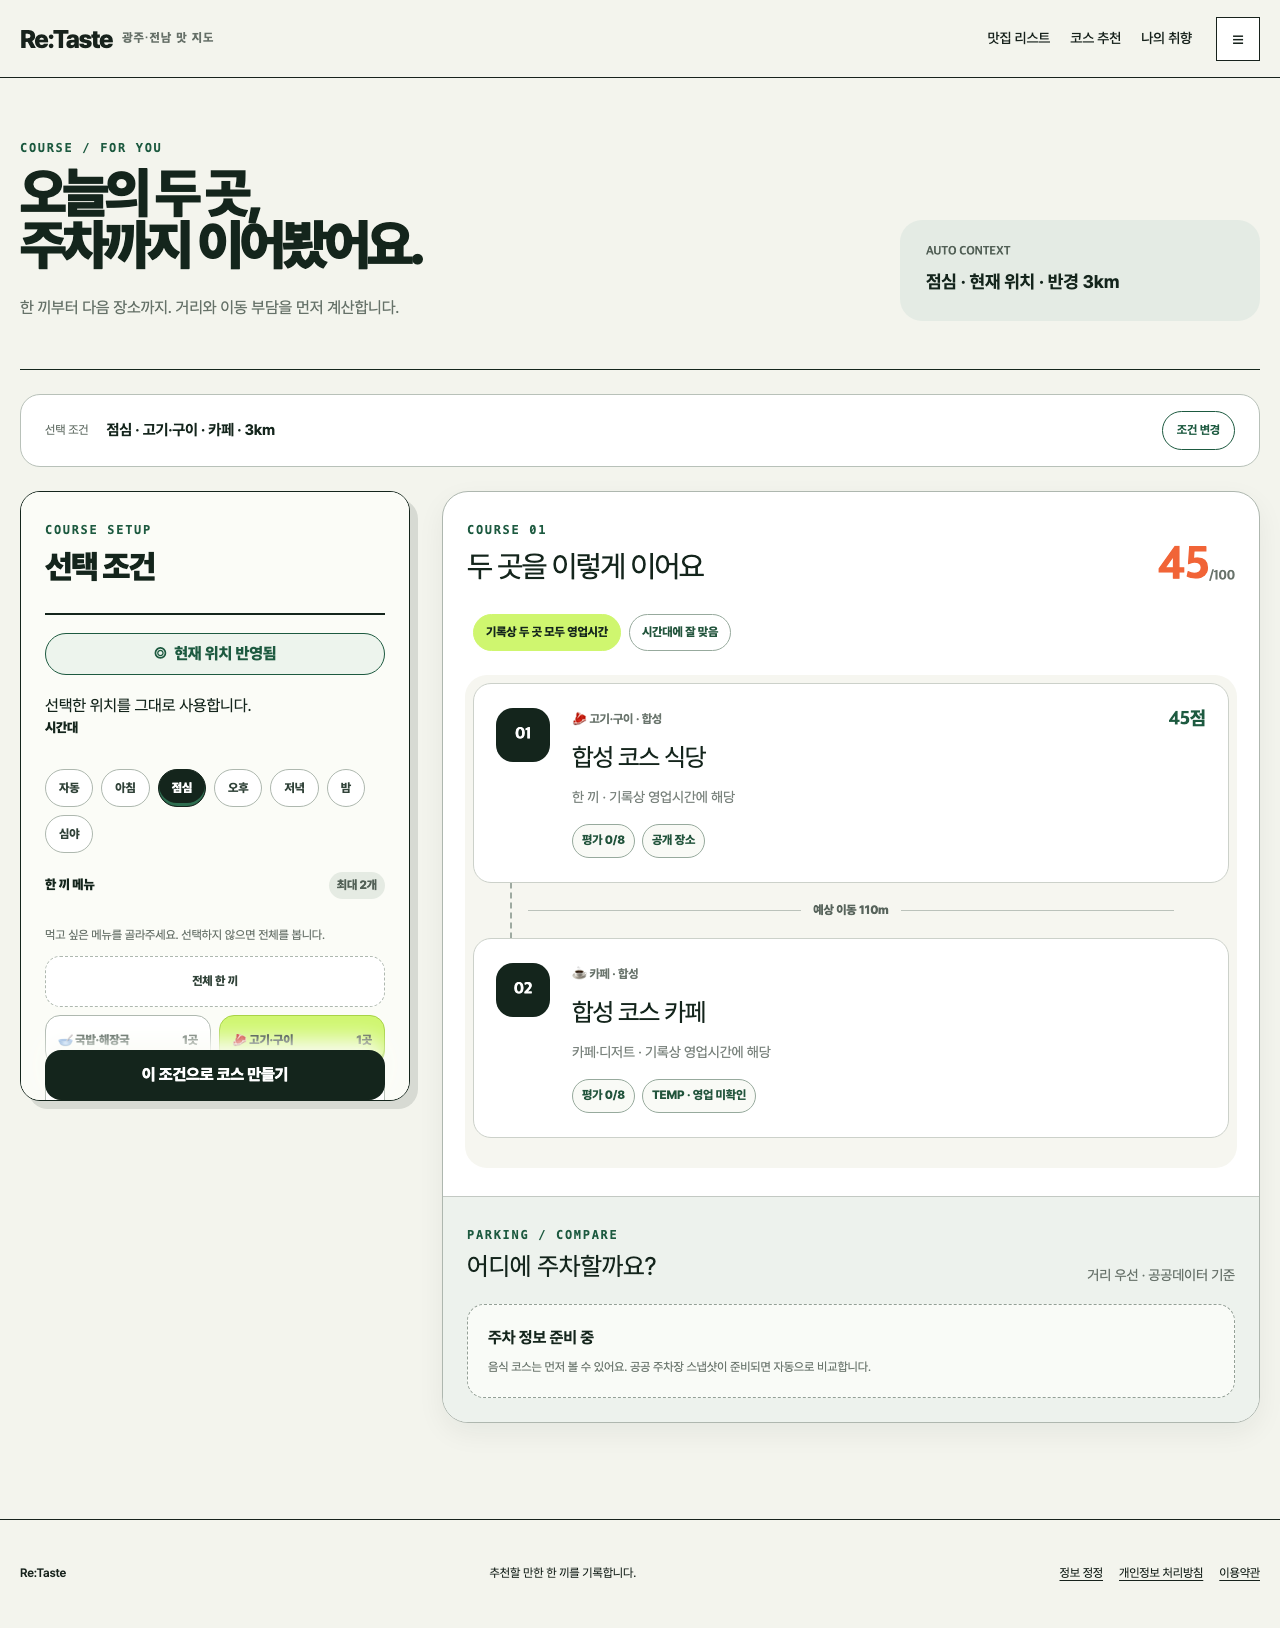 Re:Taste 광주·전남 맛 지도
맛집 리스트 코스 추천 나의 취향 ≡
COURSE / FOR YOU
오늘의 두 곳,
주차까지 이어봤어요.
한 끼부터 다음 장소까지. 거리와 이동 부담을 먼저 계산합니다.
AUTO CONTEXT
점심 · 현재 위치 · 반경 3km
선택 조건 점심 · 고기·구이 · 카페 · 3km
조건 변경
COURSE SETUP
선택 조건
◎ 현재 위치 반영됨
선택한 위치를 그대로 사용합니다.
시간대
자동 아침 점심 오후 저녁 밤
심야
한 끼 메뉴 최대 2개
먹고 싶은 메뉴를 골라주세요. 선택하지 않으면 전체를 봅니다.
전체 한 끼
국밥·해장국 1곳 고기·구이 1곳
이 조건으로 코스 만들기
COURSE 01
두 곳을 이렇게 이어요
45/100
기록상 두 곳 모두 영업시간 시간대에 잘 맞음
01
고기·구이 · 합성
45점
합성 코스 식당
한 끼 · 기록상 영업시간에 해당
평가 0/8 공개 장소
예상 이동 110m
02
카페 · 합성
합성 코스 카페
카페·디저트 · 기록상 영업시간에 해당
평가 0/8 TEMP · 영업 미확인
PARKING / COMPARE
어디에 주차할까요?
거리 우선 · 공공데이터 기준
주차 정보 준비 중
음식 코스는 먼저 볼 수 있어요. 공공 주차장 스냅샷이 준비되면 자동으로 비교합니다.
Re:Taste
추천할 만한 한 끼를 기록합니다.
정보 정정 개인정보 처리방침 이용약관